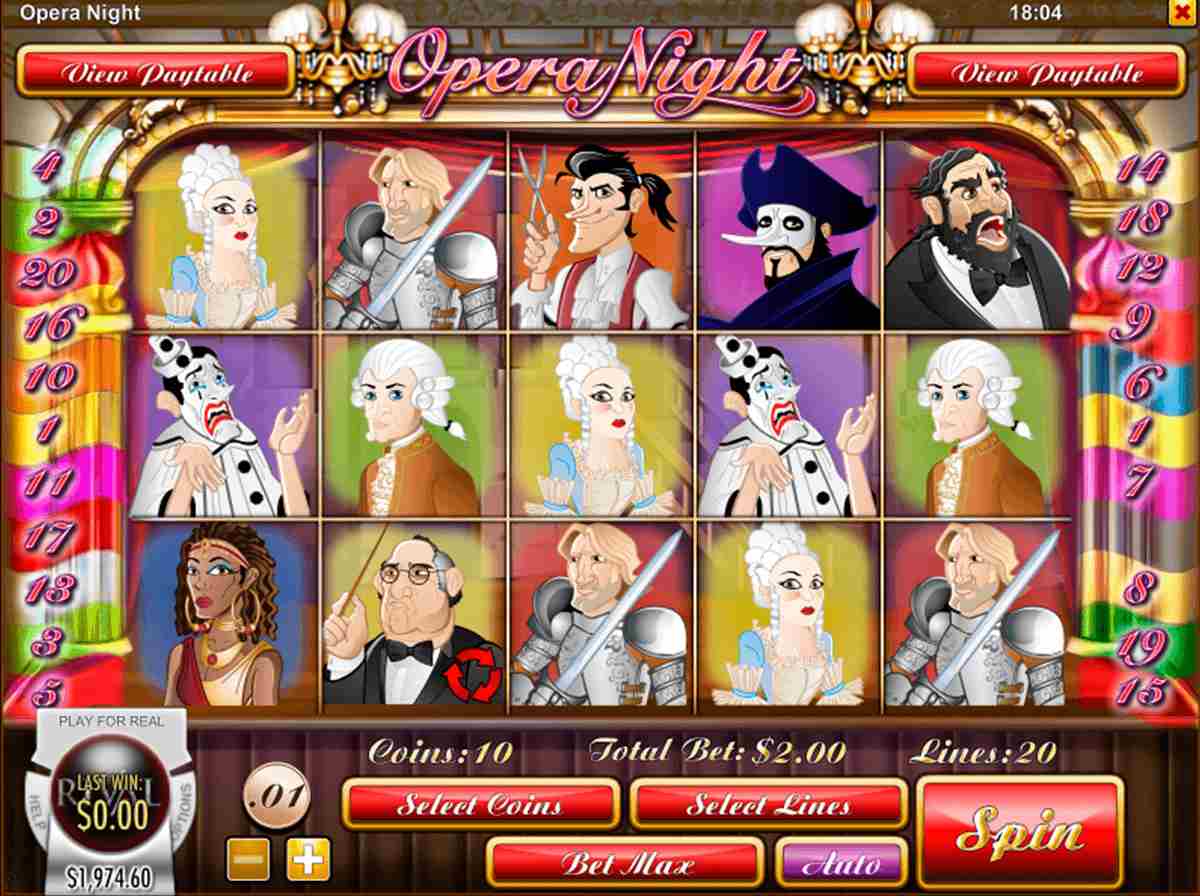 Opera Night
18:04
View Paytable
Opera Night
View Paytable
4
2
20
16
10
1
11
17
13
3
5
14
18
12
9
6
1
7
8
19
15
PLAY FOR REAL
RIVAL
LAST WIN:
$0.00
HELP
OPTIONS
$1,974.60
Coins:10
Total Bet: $2.00
Lines:20
.01
Select Coins
Select Lines
Spin
Bet Max
Auto